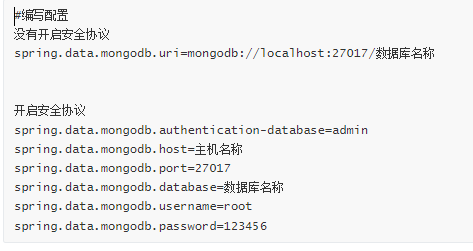 #编写配置
没有开启安全协议
spring.data.mongodb.uri=mongodb://localhost:27017/数据库名称
开启安全协议
spring.data.mongodb.authentication-database=admin
spring.data.mongodb.host=主机名称
spring.data.mongodb.port=27017
spring.data.mongodb.database=数据库名称
spring.data.mongodb.username=root
spring.data.mongodb.password=123456